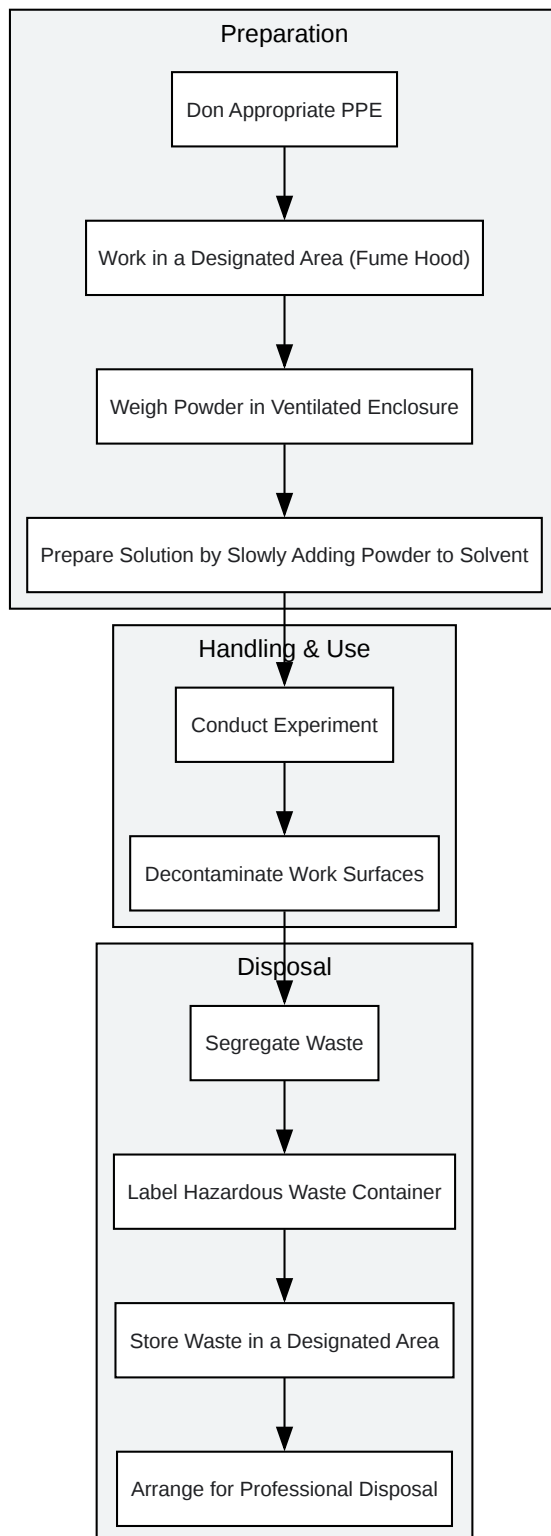 Preparation
Don Appropriate PPE
Work in a Designated Area (Fume Hood)
Weigh Powder in Ventilated Enclosure
Prepare Solution by Slowly Adding Powder to Solvent
Handling & Use
Conduct Experiment
Decontaminate Work Surfaces
Disposal
Segregate Waste
Label Hazardous Waste Container
Store Waste in a Designated Area
Arrange for Professional Disposal